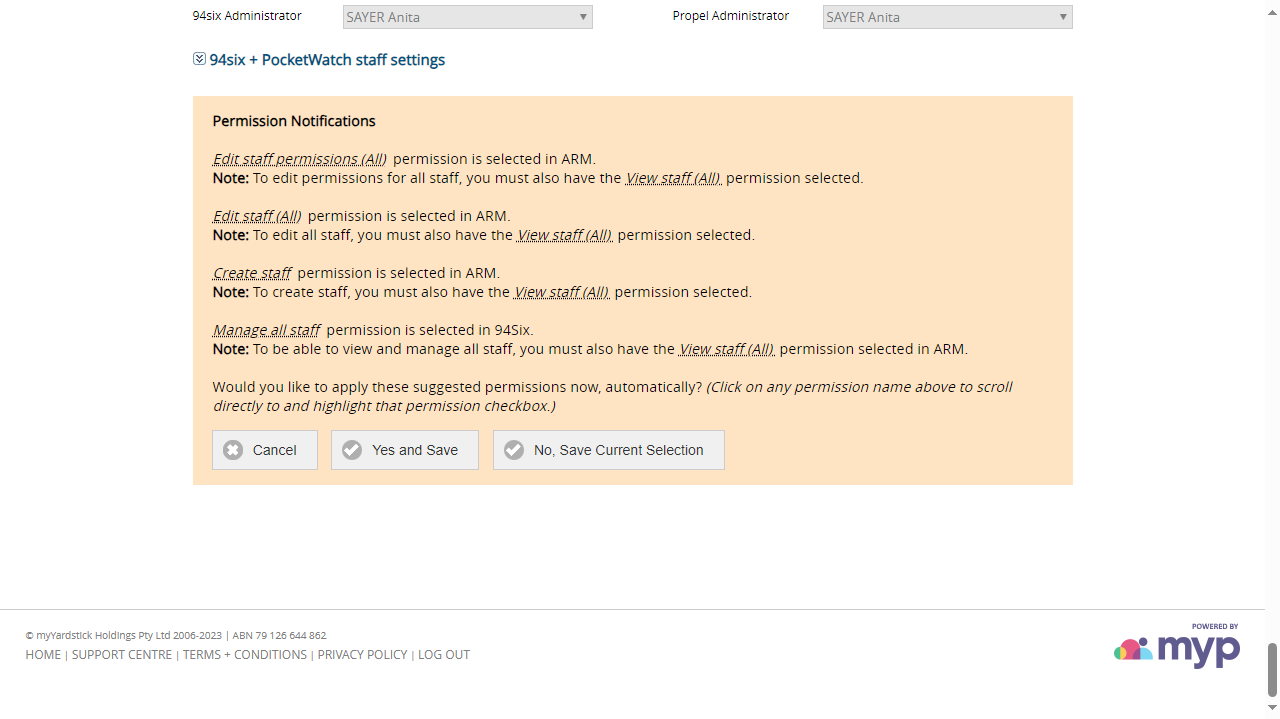 94six Administrator SAYER Anita Propel Administrator SAYER Anita
94six + PocketWatch staff settings
Permission Notifications
Edit staff permissions (All) permission is selected in ARM.
Note: To edit permissions for all staff, you must also have the View staff (All) permission selected.
Edit staff (All) permission is selected in ARM.
Note: To edit all staff, you must also have the View staff (All) permission selected.
Create staff permission is selected in ARM.
Note: To create staff, you must also have the View staff (All) permission selected.
Manage all staff permission is selected in 94Six.
Note: To be able to view and manage all staff, you must also have the View staff (All) permission selected in ARM.
Would you like to apply these suggested permissions now, automatically? (Click on any permission name above to scroll
directly to and highlight that permission checkbox.)
Cancel Yes and Save No, Save Current Selection
© myYardstick Holdings Pty Ltd 2006-2023 | ABN 79 126 644 862
HOME | SUPPORT CENTRE | TERMS + CONDITIONS | PRIVACY POLICY | LOG OUT
POWERED BY
myp